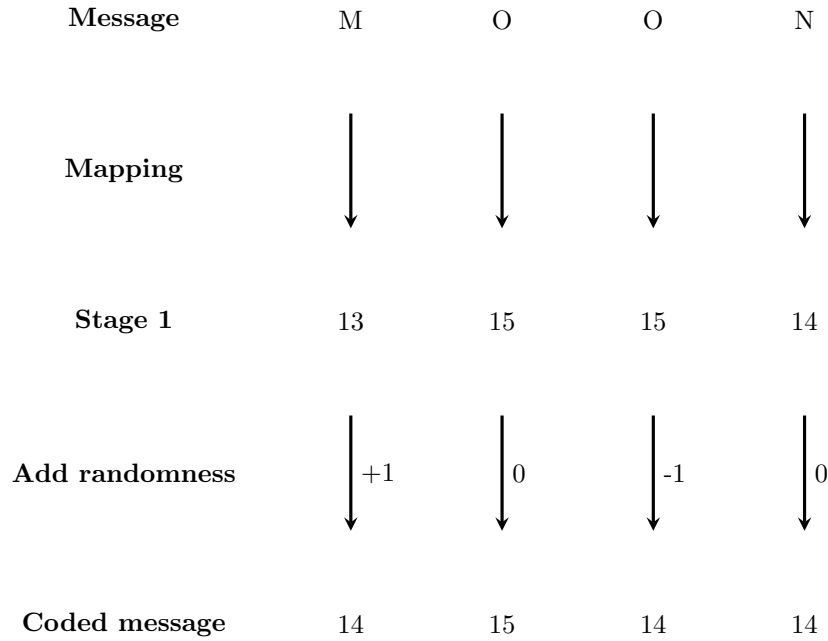 Message M O O N
Mapping
Stage 1 13 15 15 14
Add randomness +1 0 -1 0
Coded message 14 15 14 14